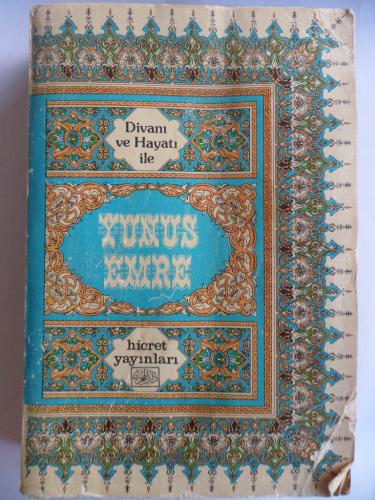 Divanı
ve Hayatı
ile
YUNUS
EMRE
hicret
yayınları